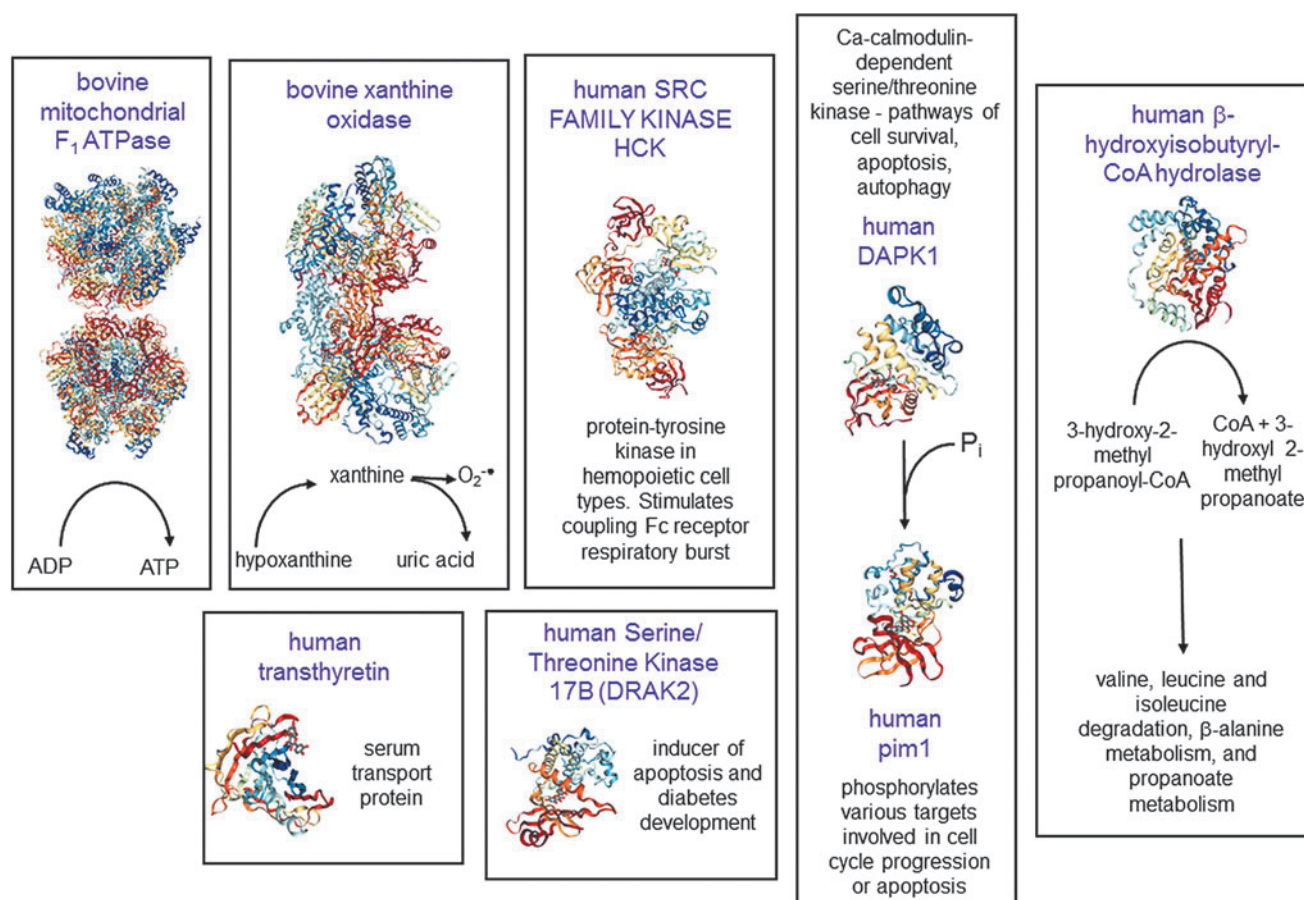 bovine
mitochondrial
F₁ ATPase
ADP
ATP
bovine xanthine
oxidase
xanthine
O₂⁻•
hypoxanthine
uric acid
human SRC
FAMILY KINASE
HCK
protein-tyrosine
kinase in
hemopoietic cell
types. Stimulates
coupling Fc receptor
respiratory burst
Ca-calmodulin-
dependent
serine/threonine
kinase - pathways of
cell survival,
apoptosis,
autophagy
human
DAPK1
Pᵢ
human
pim1
phosphorylates
various targets
involved in cell
cycle progression
or apoptosis
human β-
hydroxyisobutyryl-
CoA hydrolase
3-hydroxy-2-
methyl
propanoyl-CoA
CoA + 3-
hydroxyl 2-
methyl
propanoate
valine, leucine and
isoleucine
degradation, β-alanine
metabolism, and
propanoate
metabolism
human
transthyretin
serum
transport
protein
human Serine/
Threonine Kinase
17B (DRAK2)
inducer of
apoptosis and
diabetes
development